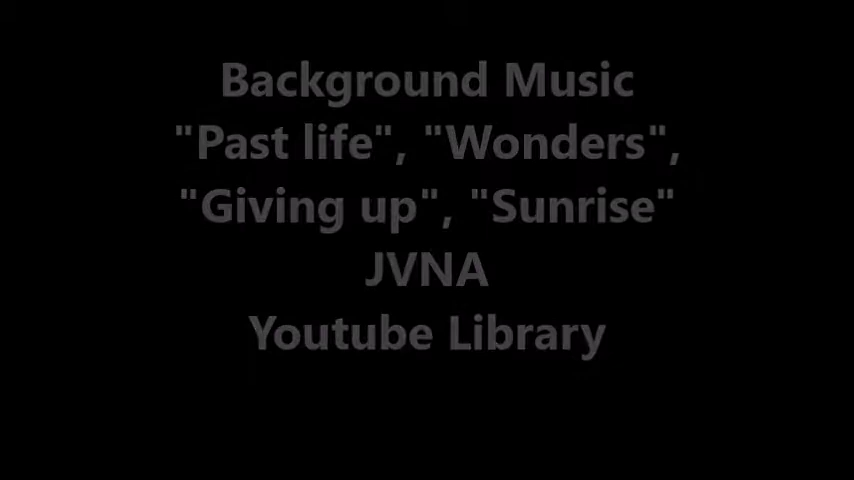 Background Music
"Past life", "Wonders",
"Giving up", "Sunrise"
JVNA
Youtube Library